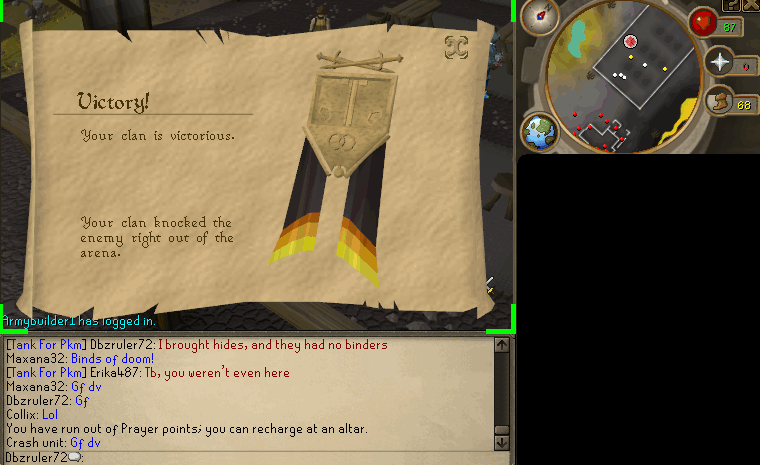 Victory!
Your clan is victorious.
Your clan knocked the
enemy right out of the
arena.
?
87
0
68
Armybuilder1 has logged in.
[Tank For Pkm] Dbzruler72: I brought hides, and they had no binders
Maxana32: Binds of doom!
[Tank For Pkm] Erika487: Tb, you weren't even here
Maxana32: Gf dv
Dbzruler72: Gf
Collix: Lol
You have run out of Prayer points; you can recharge at an altar.
Crash unit: Gf dv
Dbzruler72: